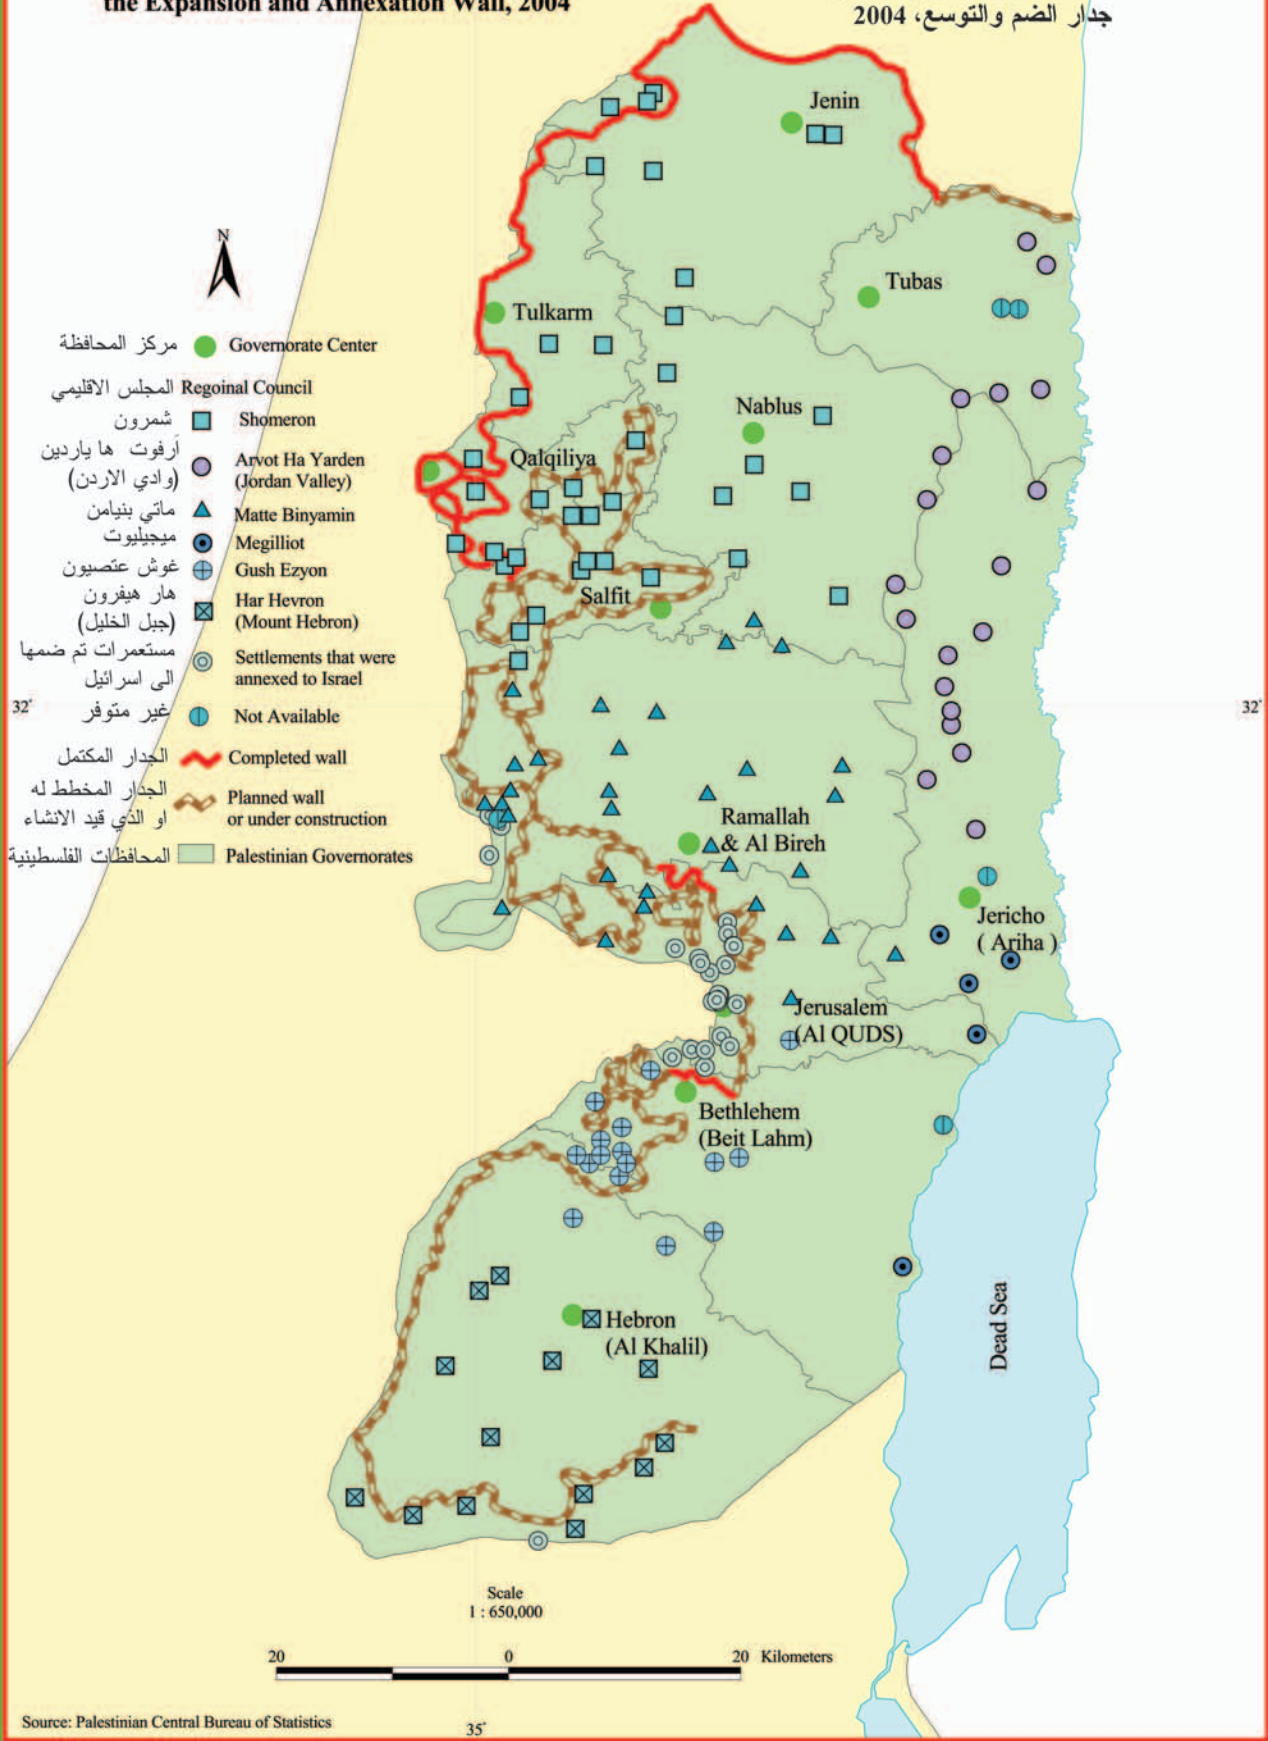 the Expansion and Annexation Wall, 2004
جدار الضم والتوسع، 2004
N
مركز المحافظة Governorate Center
المجلس الاقليمي Regoinal Council
شمرون Shomeron
أرفوت ها ياردين Arvot Ha Yarden
(وادي الاردن) (Jordan Valley)
ماتي بنيامن Matte Binyamin
ميجيليوت Megilliot
غوش عتصيون Gush Ezyon
هار هيفرون Har Hevron
(جبل الخليل) (Mount Hebron)
مستعمرات تم ضمها Settlements that were
الى اسرائيل annexed to Israel
غير متوفر Not Available
الجدار المكتمل Completed wall
الجدار المخطط له Planned wall
او الذي قيد الانشاء or under construction
المحافظات الفلسطينية Palestinian Governorates
Jenin
Tubas
Tulkarm
Nablus
Qalqiliya
Salfit
32°
32°
Ramallah
& Al Bireh
Jericho
( Ariha )
Jerusalem
(Al QUDS)
Bethlehem
(Beit Lahm)
Hebron
(Al Khalil)
Dead Sea
Scale
1 : 650,000
20 0 20 Kilometers
Source: Palestinian Central Bureau of Statistics
35°